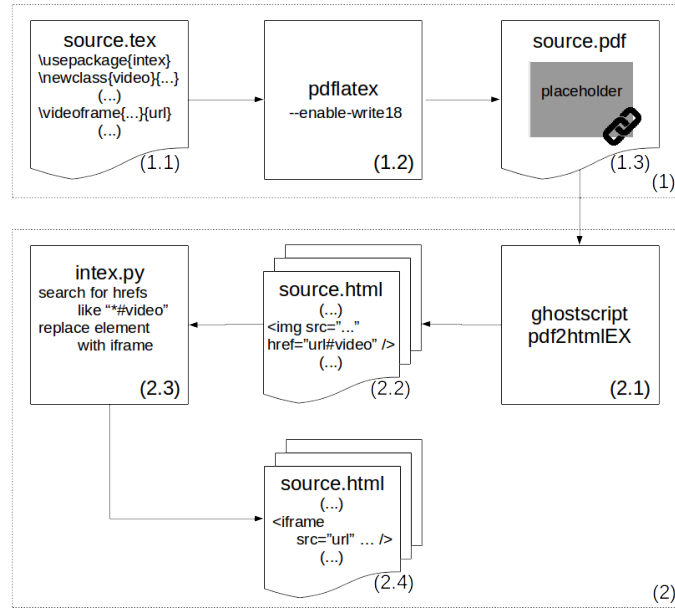 source.tex
\usepackage{intex}
\newclass{video}{...}
(...)
\videoframe{...}{url}
(...)
(1.1)
pdflatex
--enable-write18
(1.2)
source.pdf
placeholder
(1.3)
(1)
intex.py
search for hrefs
like “*#video”
replace element
with iframe
(2.3)
source.html
(...)
<img src=”...”
href=”url#video” />
(...)
(2.2)
ghostscript
pdf2htmlEX
(2.1)
source.html
(...)
<iframe
src=”url” … />
(...)
(2.4)
(2)